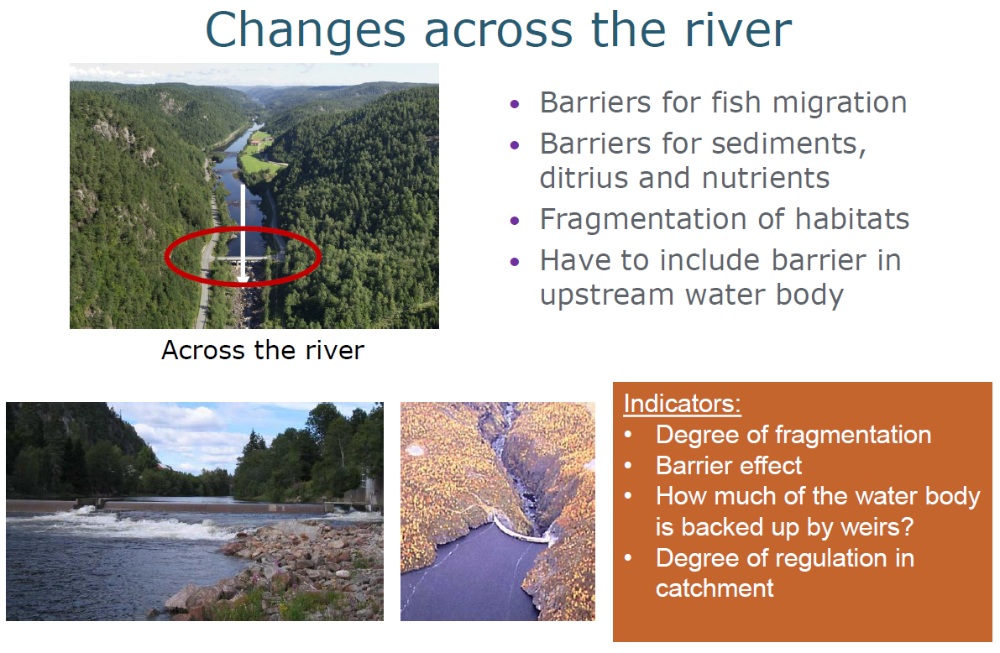 Changes across the river
• Barriers for fish migration
• Barriers for sediments,
ditrius and nutrients
• Fragmentation of habitats
• Have to include barrier in
upstream water body
Across the river
Indicators:
• Degree of fragmentation
• Barrier effect
• How much of the water body
is backed up by weirs?
• Degree of regulation in
catchment